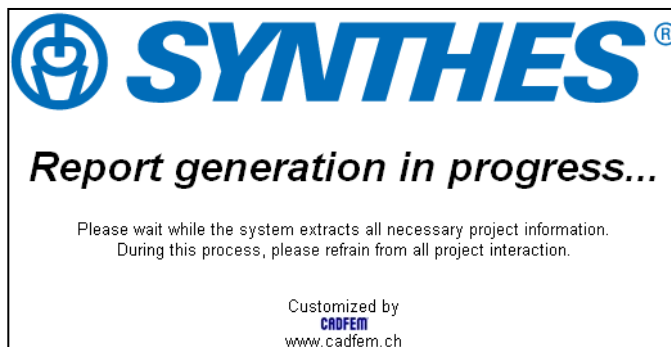 SYNTHES®
Report generation in progress...
Please wait while the system extracts all necessary project information.
During this process, please refrain from all project interaction.
Customized by
CADFEM
www.cadfem.ch